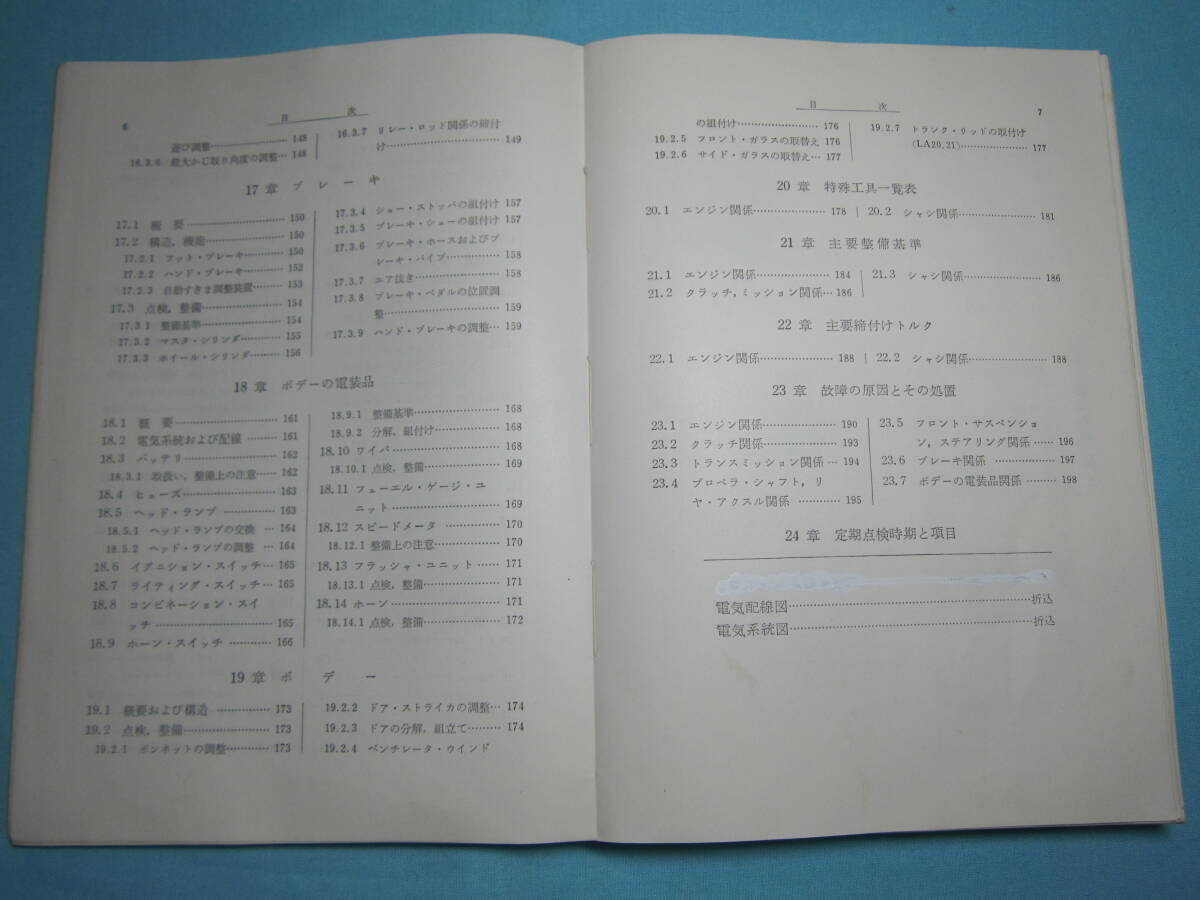 6
目 次
遊び調整 148
16.3.6 最大かじ取り角度の調整… 148
16.3.7 リレー・ロッド関係の締付
け 149
17 章 ブ レ ー キ
17.1 概 要 150
17.2 構造，機能 150
17.2.1 フット・ブレーキ 150
17.2.2 ハンド・ブレーキ 152
17.2.3 自動すきま調整装置 153
17.3 点検，整備 154
17.3.1 整備基準 154
17.3.2 マスタ・シリンダ 155
17.3.3 ホイール・シリンダ 156
17.3.4 シュー・ストッパの組付け 157
17.3.5 ブレーキ・シューの組付け 157
17.3.6 ブレーキ・ホースおよびブ
レーキ・パイプ 158
17.3.7 エア抜き 158
17.3.8 ブレーキ・ペダルの位置調
整 159
17.3.9 ハンド・ブレーキの調整… 159
18 章 ボデーの電装品
18.1 概 要 161
18.2 電気系統および配線 161
18.3 バッテリ 162
18.3.1 取扱い，整備上の注意 162
18.4 ヒューズ 163
18.5 ヘッド・ランプ 163
18.5.1 ヘッド・ランプの交換 … 164
18.5.2 ヘッド・ランプの調整 … 164
18.6 イグニション・スイッチ… 165
18.7 ライティング・スイッチ… 165
18.8 コンビネーション・スイ
ッチ 165
18.9 ホーン・スイッチ 166
18.9.1 整備基準 168
18.9.2 分解，組付け 168
18.10 ワイパ 168
18.10.1 点検，整備 169
18.11 フューエル・ゲージ・ユ
ニット 169
18.12 スピードメータ 170
18.12.1 整備上の注意 170
18.13 フラッシャ・ユニット 171
18.13.1 点検，整備 171
18.14 ホーン 171
18.14.1 点検，整備 172
19 章 ボ デ ー
19.1 概要および構造 173
19.2 点検，整備 173
19.2.1 ボンネットの調整 173
19.2.2 ドア・ストライカの調整… 174
19.2.3 ドアの分解，組立て 174
19.2.4 ベンチレータ・ウインド
目 次
7
の組付け 176
19.2.5 フロント・ガラスの取替え 176
19.2.6 サイド・ガラスの取替え… 177
19.2.7 トランク・リッドの取付け
(LA20,21) 177
20 章 特殊工具一覧表
20.1 エンジン関係 178
20.2 シャシ関係 181
21 章 主要整備基準
21.1 エンジン関係 184
21.2 クラッチ，ミッション関係… 186
21.3 シャシ関係 186
22 章 主要締付けトルク
22.1 エンジン関係 188
22.2 シャシ関係 188
23 章 故障の原因とその処置
23.1 エンジン関係 190
23.2 クラッチ関係 193
23.3 トランスミッション関係… 194
23.4 プロペラ・シャフト，リ
ヤ・アクスル関係 195
23.5 フロント・サスペンショ
ン，ステアリング関係 196
23.6 ブレーキ関係 197
23.7 ボデーの電装品関係 198
24 章 定期点検時期と項目
電気配線図 折込
電気系統図 折込